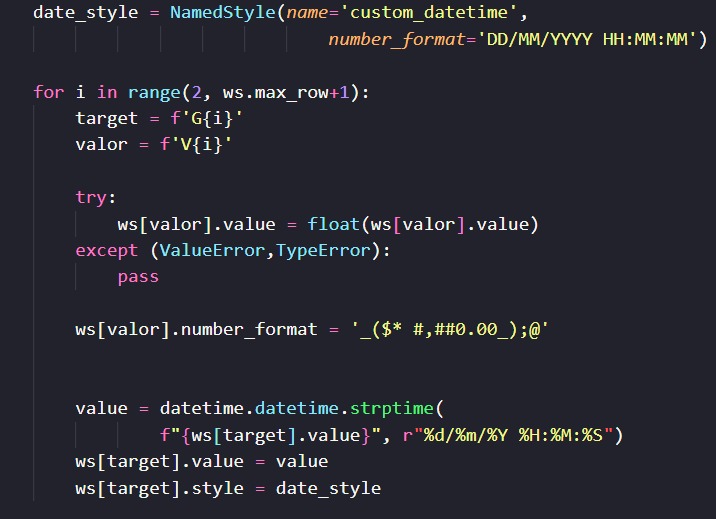 date_style = NamedStyle(name='custom_datetime',
number_format='DD/MM/YYYY HH:MM:MM')
for i in range(2, ws.max_row+1):
target = f'G{i}'
valor = f'V{i}'
try:
ws[valor].value = float(ws[valor].value)
except (ValueError,TypeError):
pass
ws[valor].number_format = '_($* #,##0.00_);@'
value = datetime.datetime.strptime(
f"{ws[target].value}", r"%d/%m/%Y %H:%M:%S")
ws[target].value = value
ws[target].style = date_style